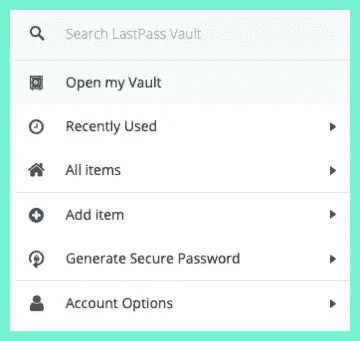 Search LastPass Vault
Open my Vault
Recently Used
All items
Add item
Generate Secure Password
Account Options